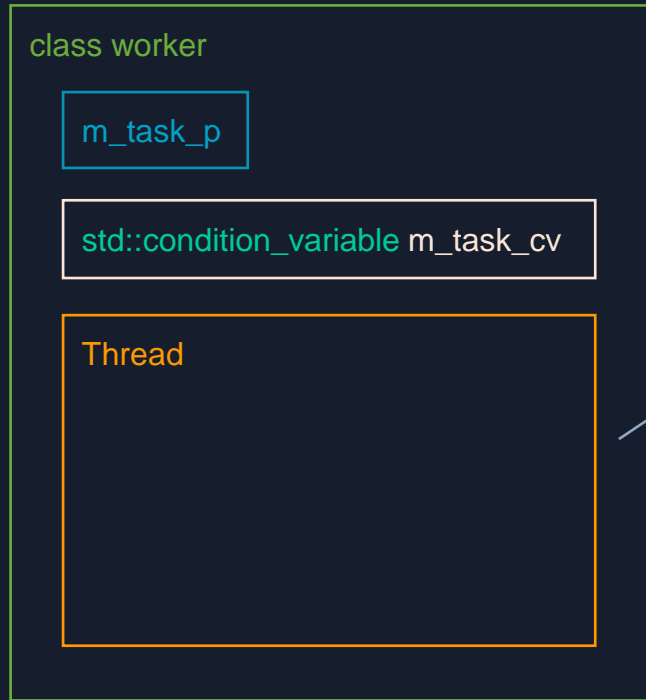 class worker
m_task_p
std::condition_variable m_task_cv
Thread